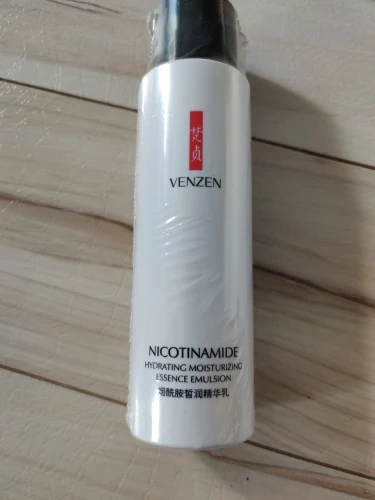 梵贞
VENZEN
NICOTINAMIDE
HYDRATING MOISTURIZING
ESSENCE EMULSION
烟酰胺皙润精华乳